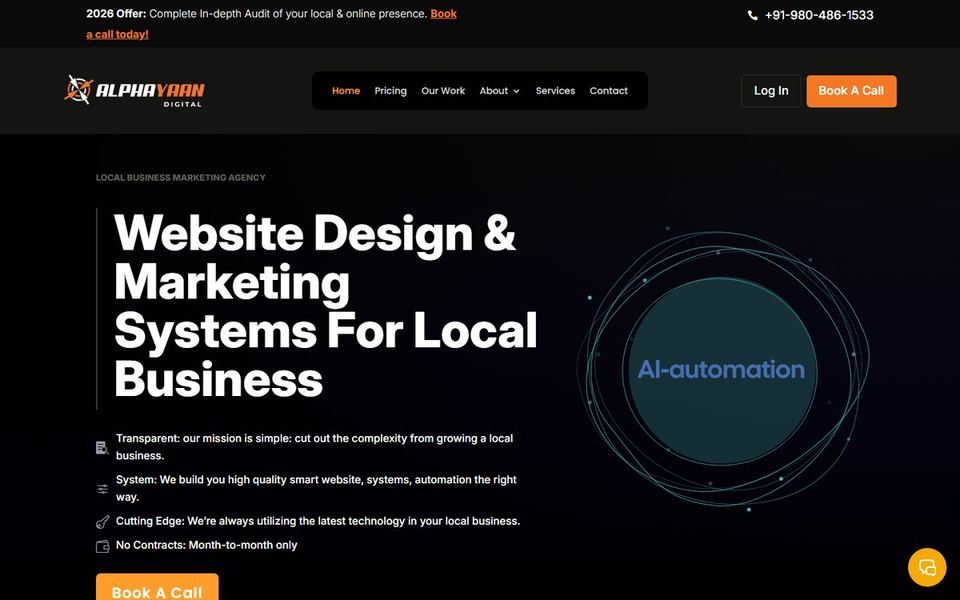 2026 Offer: Complete In-depth Audit of your local & online presence. Book
a call today!
+91-980-486-1533
ALPHAYAAN
DIGITAL
Home Pricing Our Work About Services Contact
Log In
Book A Call
LOCAL BUSINESS MARKETING AGENCY
Website Design &
Marketing
Systems For Local
Business
AI-automation
Transparent: our mission is simple: cut out the complexity from growing a local
business.
System: We build you high quality smart website, systems, automation the right
way.
Cutting Edge: We’re always utilizing the latest technology in your local business.
No Contracts: Month-to-month only
Book A Call